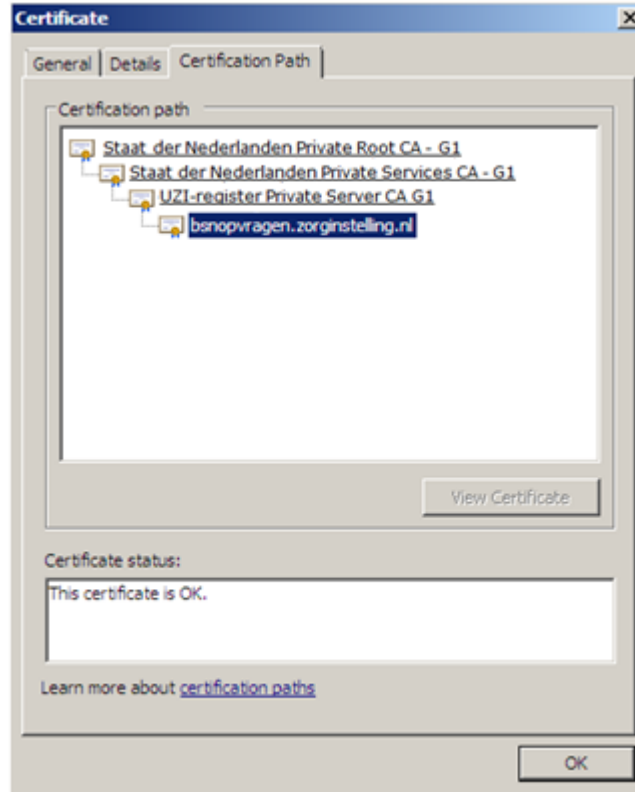 Certificate
General
Details
Certification Path
Certification path
Staat der Nederlanden Private Root CA - G1
Staat der Nederlanden Private Services CA - G1
UZI-register Private Server CA G1
bsnopvragen.zorginstelling.nl
View Certificate
Certificate status:
This certificate is OK.
Learn more about certification paths
OK